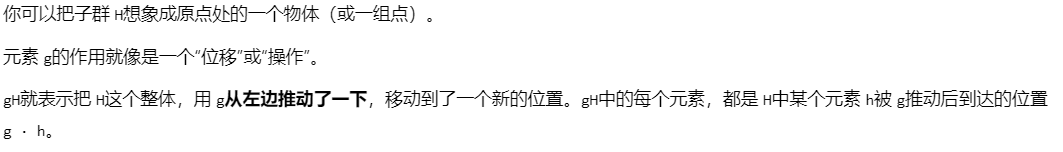 你可以把子群 H想象成原点处的一个物体（或一组点）。
元素 g的作用就像是一个“位移”或“操作”。
gH就表示把 H这个整体，用 g从左边推动了一下，移动到了一个新的位置。gH中的每个元素，都是 H中某个元素 h被 g推动后到达的位置
g · h。